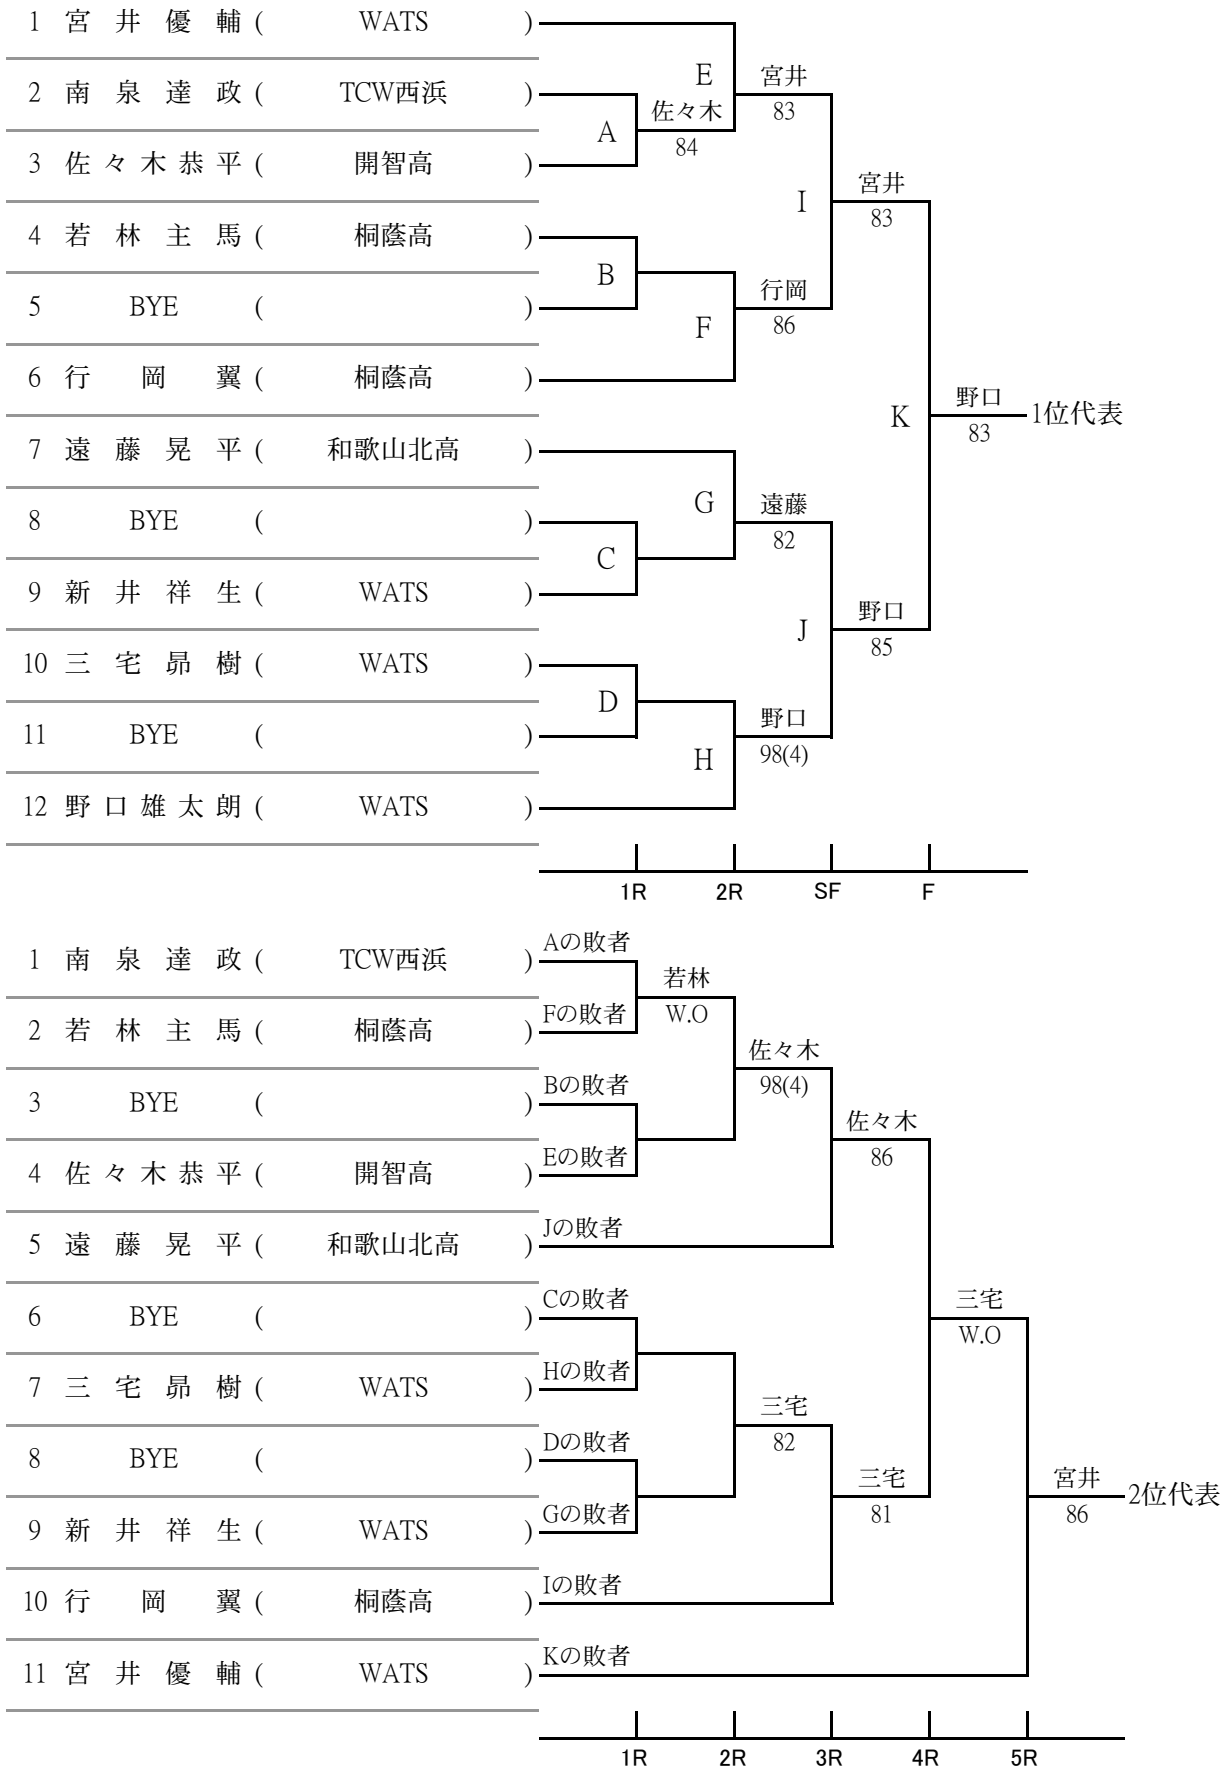 1 宮井優輔 ( WATS )
E 宮井
2 南泉達政 ( TCW西浜 )
佐々木 83
A
84
3 佐々木恭平 ( 開智高 )
I 宮井
83
4 若林主馬 ( 桐蔭高 )
B
行岡
5 BYE ( )
F 86
6 行岡翼 ( 桐蔭高 )
野口
K 1位代表
83
7 遠藤晃平 ( 和歌山北高 )
G 遠藤
8 BYE ( )
82
C
9 新井祥生 ( WATS )
野口
J
85
10 三宅昴樹 ( WATS )
D
野口
11 BYE ( )
H 98(4)
12 野口雄太朗 ( WATS )
1R 2R SF F
Aの敗者
1 南泉達政 ( TCW西浜 )
若林
Fの敗者 W.O
2 若林主馬 ( 桐蔭高 )
佐々木
Bの敗者 98(4)
3 BYE ( )
佐々木
Eの敗者 86
4 佐々木恭平 ( 開智高 )
Jの敗者
5 遠藤晃平 ( 和歌山北高 )
Cの敗者 三宅
6 BYE ( )
W.O
Hの敗者
7 三宅昴樹 ( WATS )
三宅
Dの敗者 82
8 BYE ( )
三宅 宮井
2位代表
Gの敗者 81 86
9 新井祥生 ( WATS )
Iの敗者
10 行岡翼 ( 桐蔭高 )
Kの敗者
11 宮井優輔 ( WATS )
1R 2R 3R 4R 5R